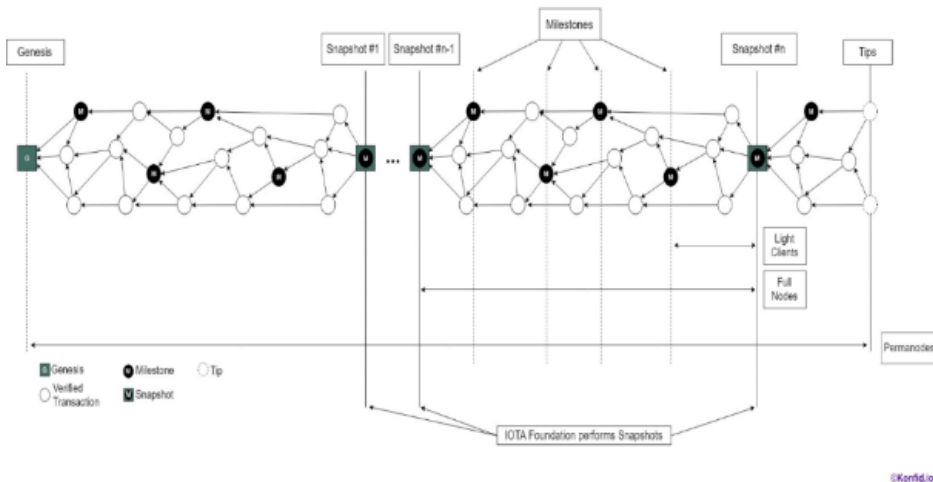 Milestones
Genesis
Snapshot #1
Snapshot #n-1
Snapshot #n
Tips
M
M
M
M
M
G
M
...
M
M
M
M
M
M
Light
Clients
Full
Nodes
Permanodes
G Genesis
M Milestone
Tip
Verified
Transaction
M Snapshot
IOTA Foundation performs Snapshots
©Konfid.io